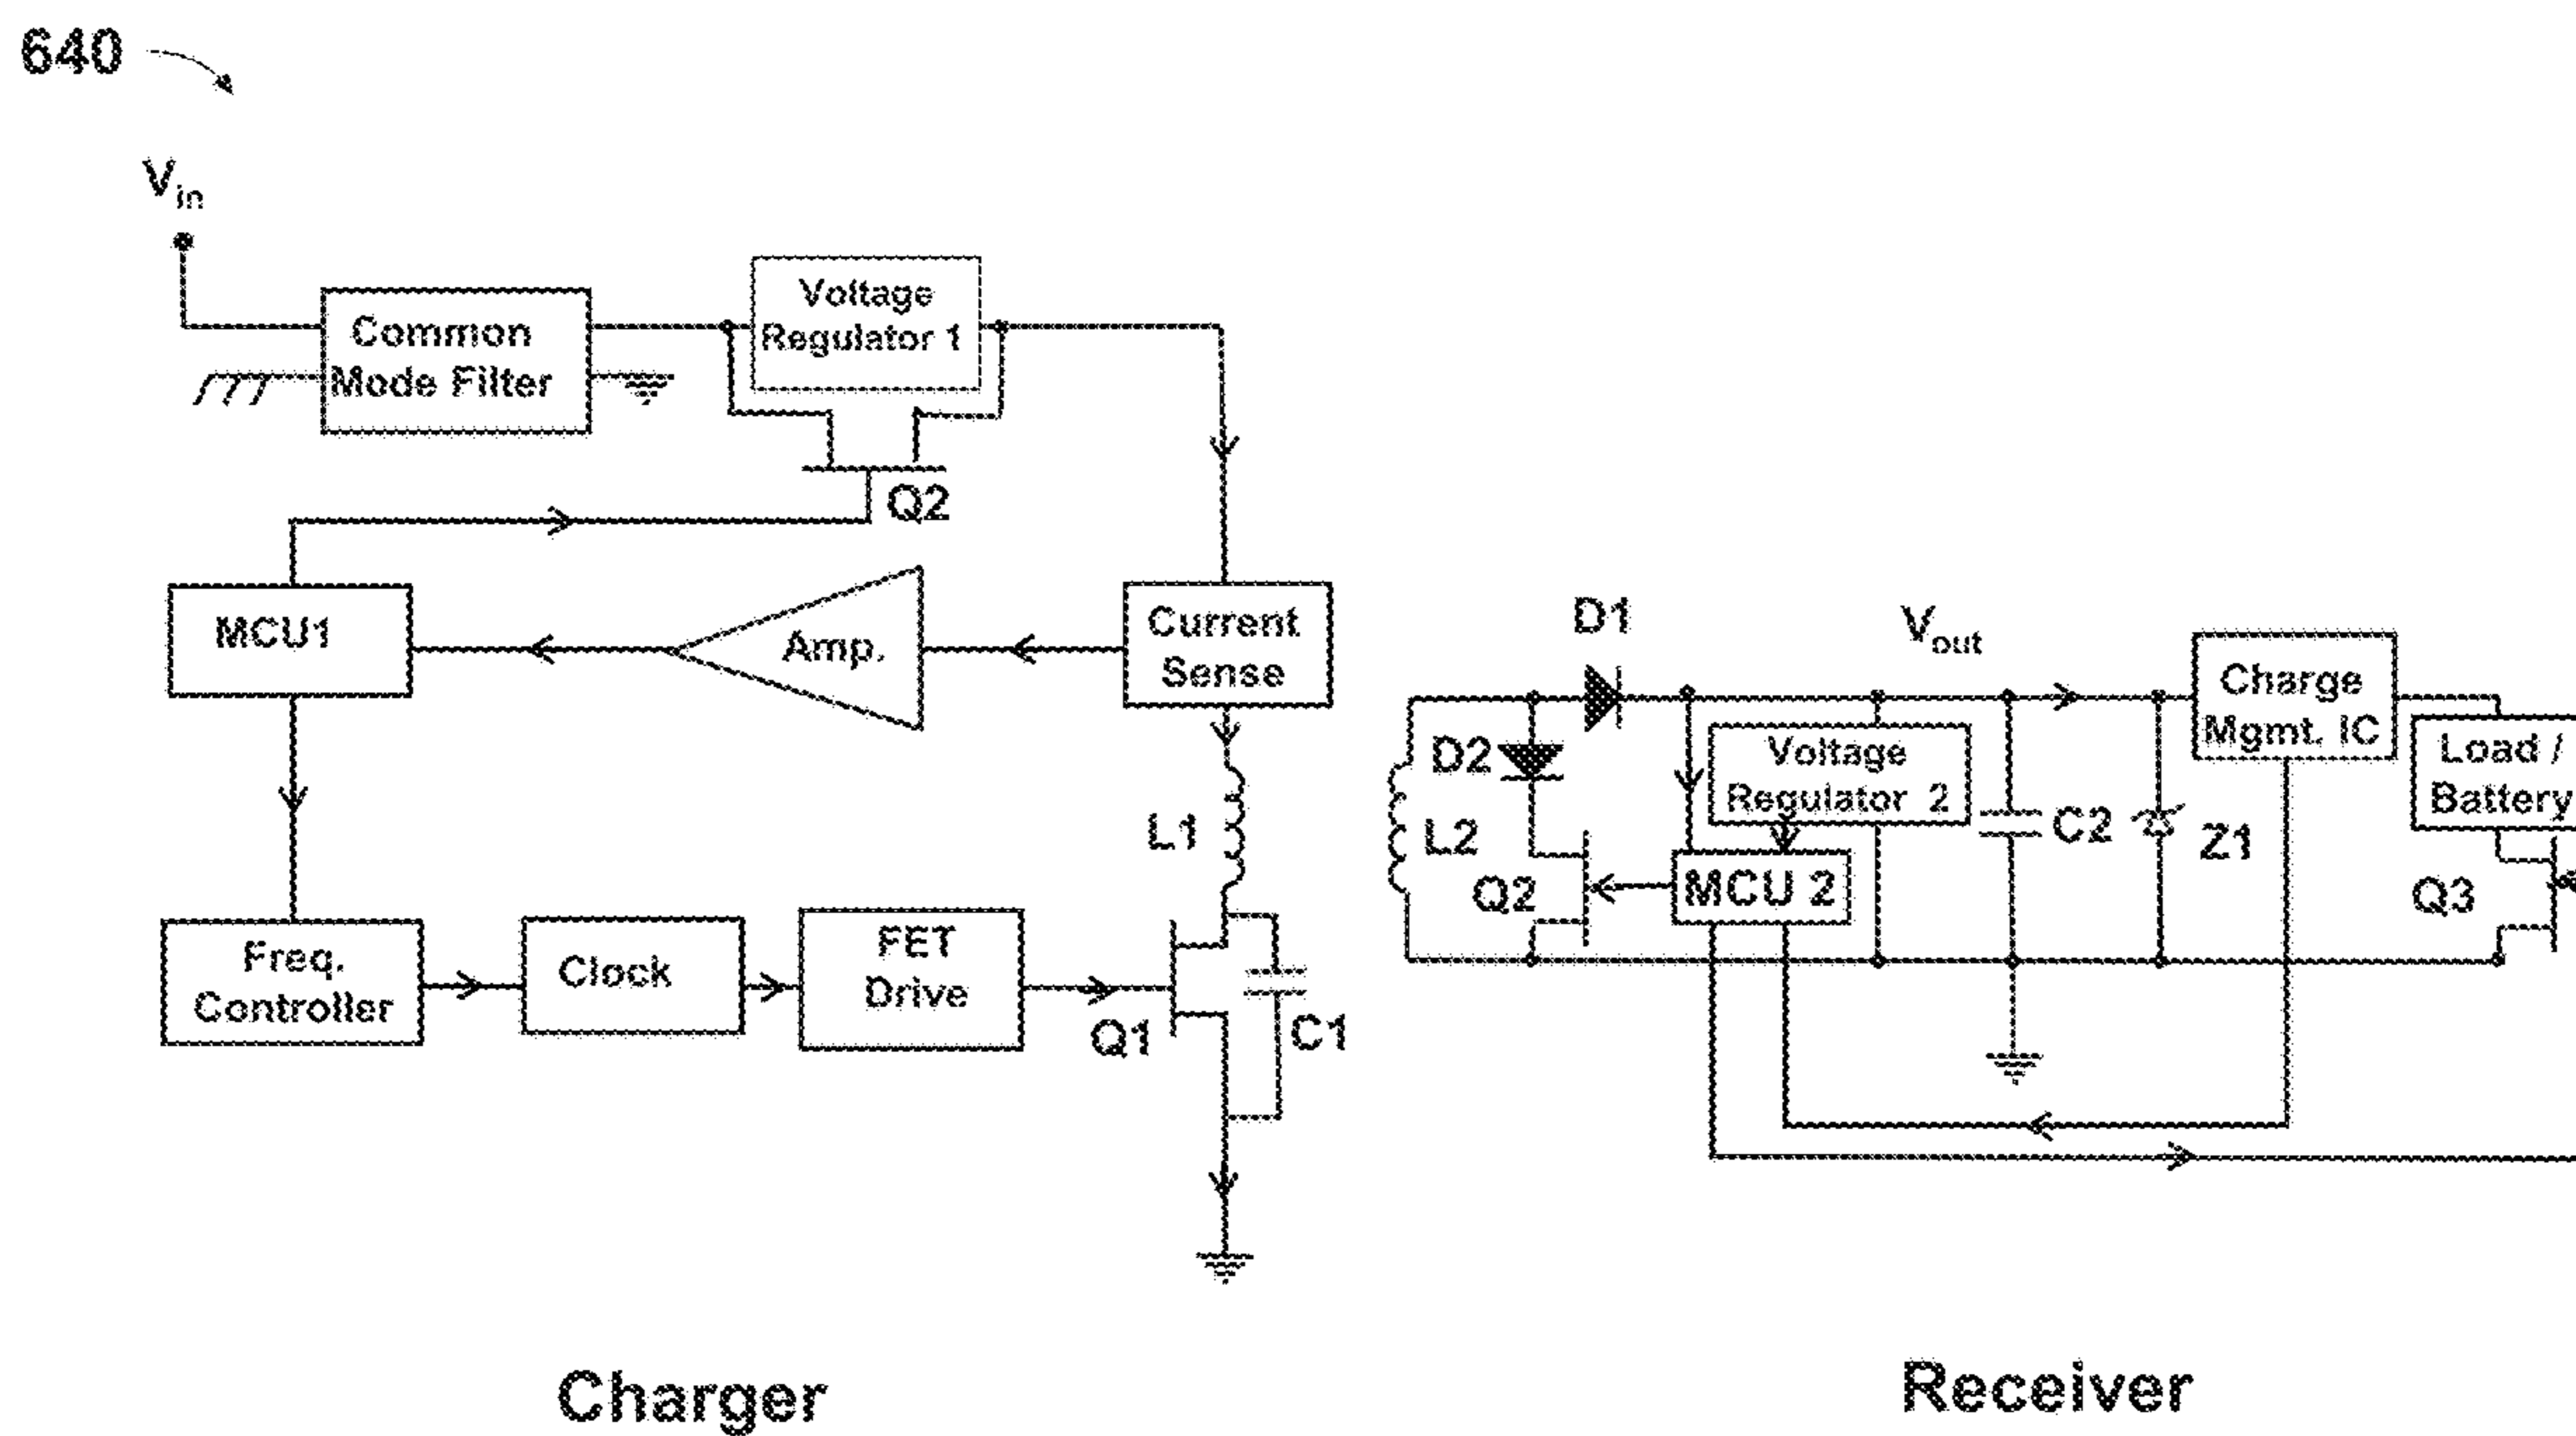 640
Vin
Common
Mode Filter
Voltage
Regulator 1
Q2
MCU1
Amp.
Current
Sense
L1
Freq.
Controller
Clock
FET
Drive
Q1
C1
Charger
D1
Vout
D2
L2
Q2
Voltage
Regulator 2
MCU 2
C2
Z1
Charge
Mgmt. IC
Load /
Battery
Q3
Receiver